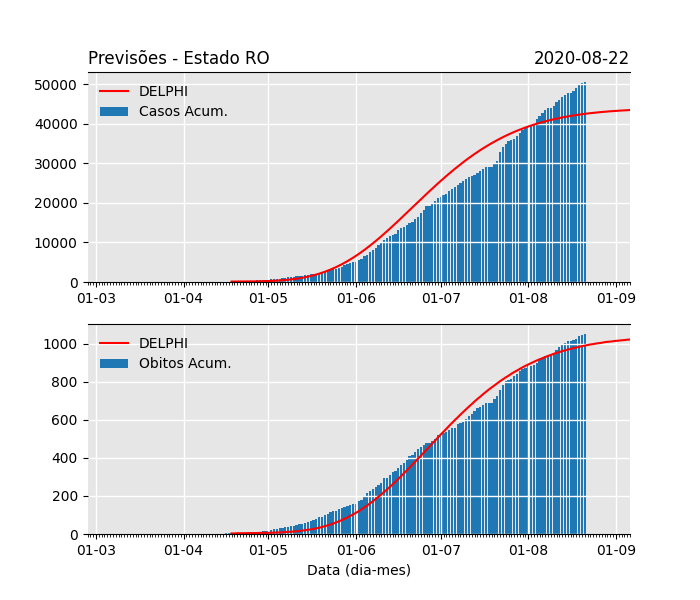 Previsões - Estado RO 2020-08-22
50000
40000
30000
20000
10000
0
DELPHI
Casos Acum.
01-03 01-04 01-05 01-06 01-07 01-08 01-09
1000
800
600
400
200
0
DELPHI
Obitos Acum.
01-03 01-04 01-05 01-06 01-07 01-08 01-09
Data (dia-mes)